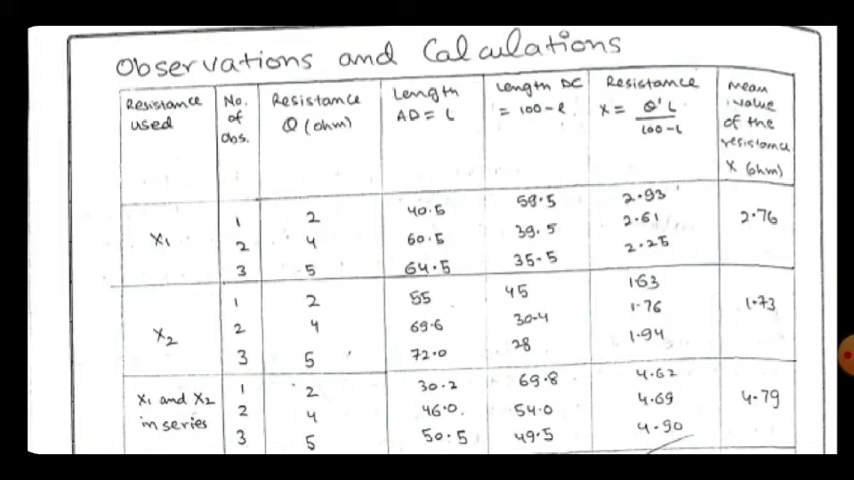 Observations and Calculations
Resistance used | No. of Obs. | Resistance Q (ohm) | Length AD = L | Length DC = 100-l | Resistance X = Q' L / 100-L | mean value of the resistance X (ohm)
X1 | 1 | 2 | 40.5 | 59.5 | 2.93 | 2.76
2 | 4 | 60.5 | 39.5 | 2.61
3 | 5 | 64.5 | 35.5 | 2.25
X2 | 1 | 2 | 55 | 45 | 1.63 | 1.73
2 | 4 | 69.6 | 30.4 | 1.76
3 | 5 | 72.0 | 28 | 1.94
X1 and X2 in series | 1 | 2 | 30.2 | 69.8 | 4.62 | 4.79
2 | 4 | 46.0 | 54.0 | 4.69
3 | 5 | 50.5 | 49.5 | 4.90